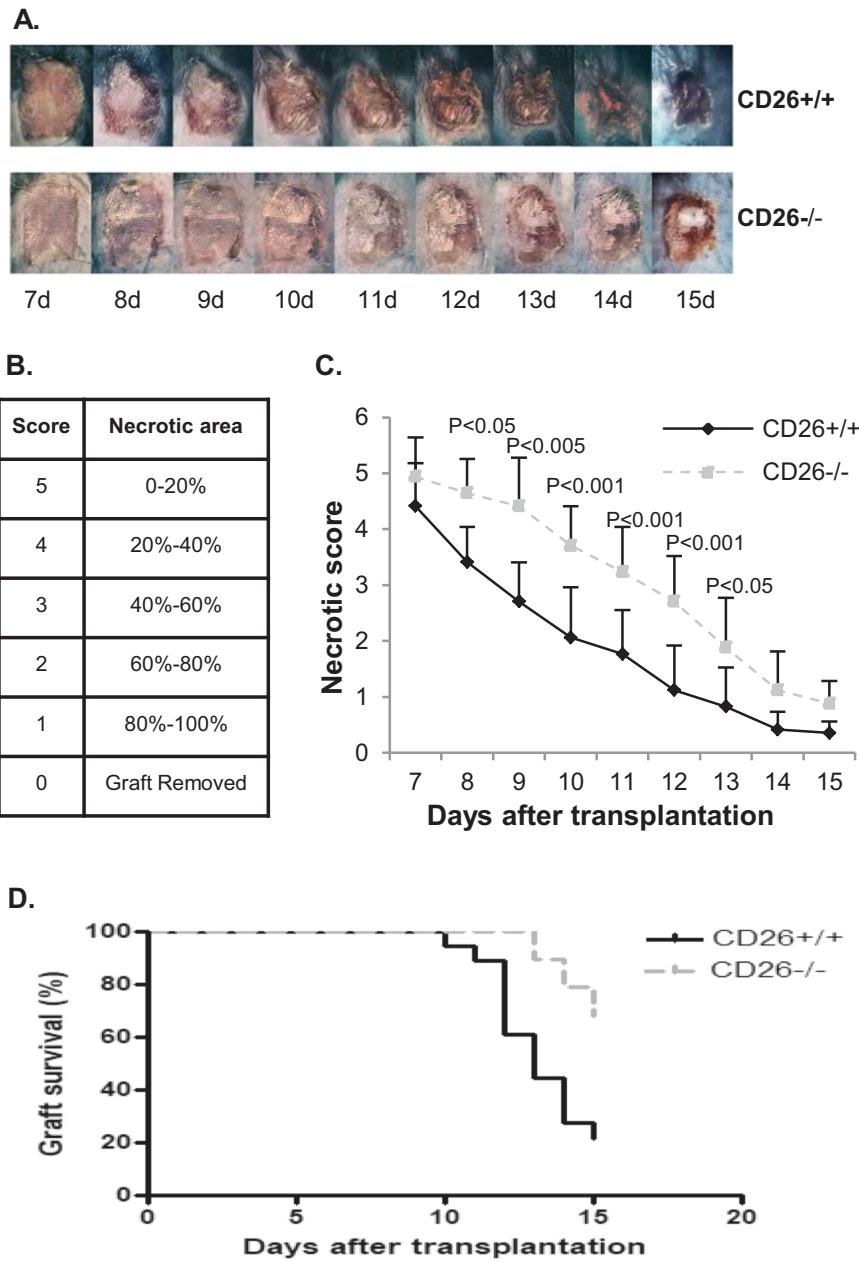 A.
CD26+/+
CD26-/-
7d 8d 9d 10d 11d 12d 13d 14d 15d
B.
Score Necrotic area
5 0-20%
4 20%-40%
3 40%-60%
2 60%-80%
1 80%-100%
0 Graft Removed
C.
Necrotic score
6
5
4
3
2
1
0
P<0.05
P<0.005
P<0.001
P<0.001
P<0.001
P<0.05
CD26+/+
CD26-/-
7 8 9 10 11 12 13 14 15
Days after transplantation
D.
Graft survival (%)
100
80
60
40
20
0
CD26+/+
CD26-/-
0 5 10 15 20
Days after transplantation